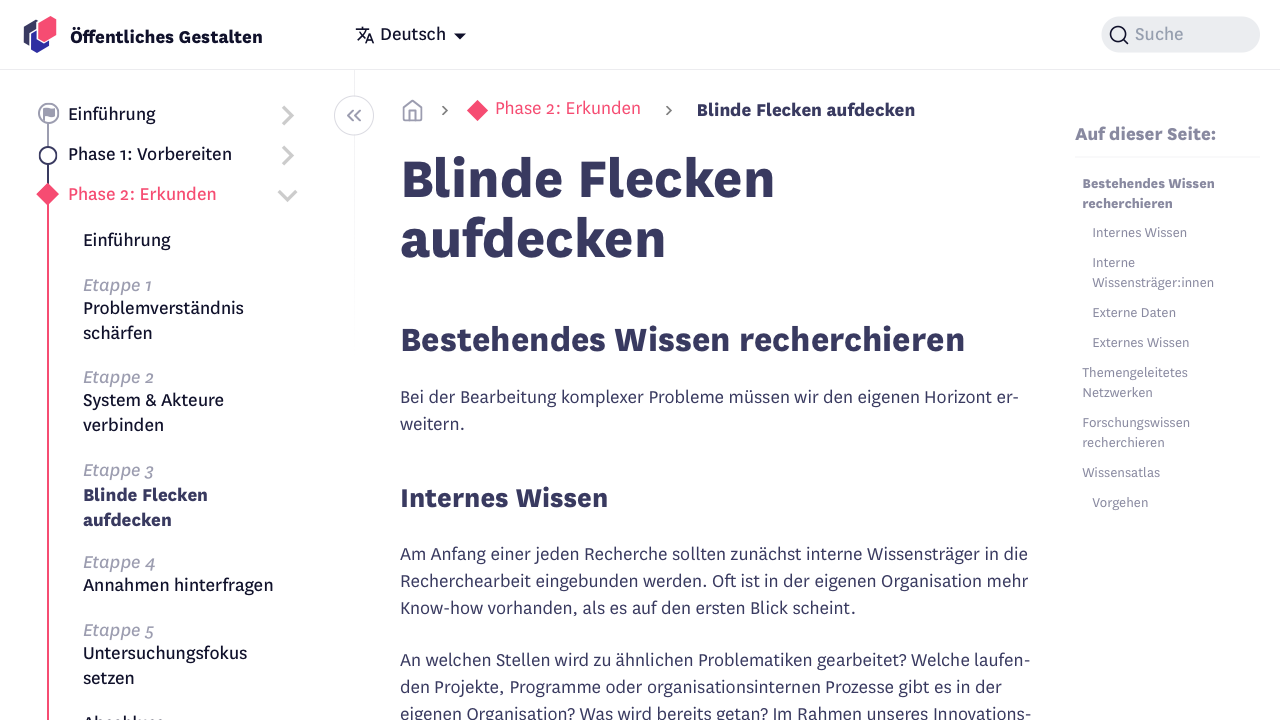 Öffentliches Gestalten
Deutsch
Suche
Einführung
Phase 1: Vorbereiten
Phase 2: Erkunden
Einführung
Etappe 1
Problemverständnis
schärfen
Etappe 2
System & Akteure
verbinden
Etappe 3
Blinde Flecken
aufdecken
Etappe 4
Annahmen hinterfragen
Etappe 5
Untersuchungsfokus
setzen
Abschluss
Phase 2: Erkunden
Blinde Flecken aufdecken
Blinde Flecken
aufdecken
Bestehendes Wissen recherchieren
Bei der Bearbeitung komplexer Probleme müssen wir den eigenen Horizont er-
weitern.
Internes Wissen
Am Anfang einer jeden Recherche sollten zunächst interne Wissensträger in die
Recherchearbeit eingebunden werden. Oft ist in der eigenen Organisation mehr
Know-how vorhanden, als es auf den ersten Blick scheint.
An welchen Stellen wird zu ähnlichen Problematiken gearbeitet? Welche laufen-
den Projekte, Programme oder organisationsinternen Prozesse gibt es in der
eigenen Organisation? Was wird bereits getan? Im Rahmen unseres Innovations-
Auf dieser Seite:
Bestehendes Wissen
recherchieren
Internes Wissen
Interne
Wissensträger:innen
Externe Daten
Externes Wissen
Themengeleitetes
Netzwerken
Forschungswissen
recherchieren
Wissensatlas
Vorgehen